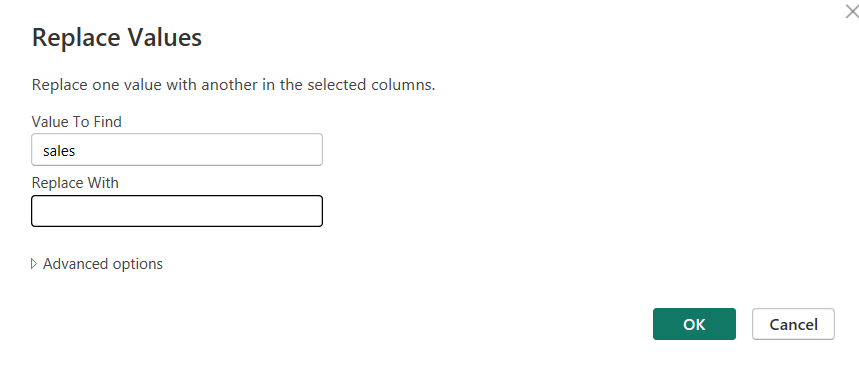 Replace Values
Replace one value with another in the selected columns.
Value To Find
sales
Replace With
Advanced options
OK Cancel